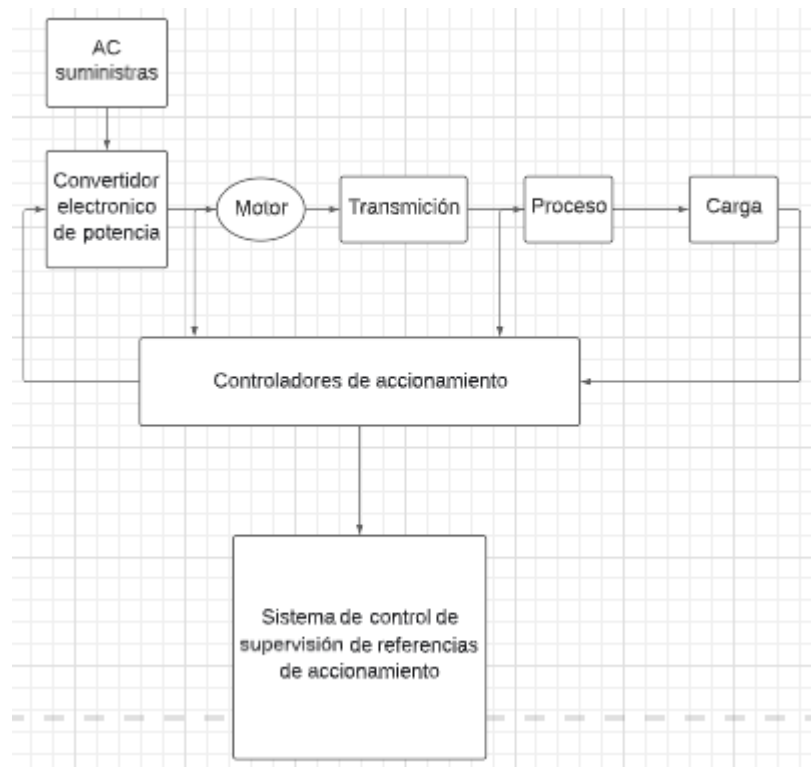 AC
suministras
Convertidor
electronico
de potencia
Motor
Transmición
Proceso
Carga
Controladores de accionamiento
Sistema de control de
supervisión de referencias
de accionamiento